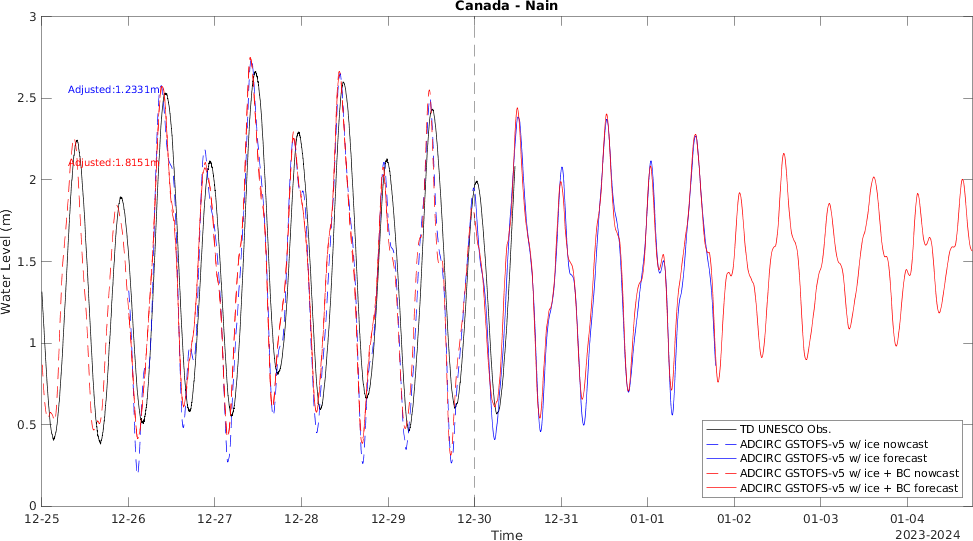 Canada - Nain
3
2.5
2
1.5
1
0.5
0
Water Level (m)
Adjusted:1.2331m
Adjusted:1.8151m
TD UNESCO Obs.
ADCIRC GSTOFS-v5 w/ ice nowcast
ADCIRC GSTOFS-v5 w/ ice forecast
ADCIRC GSTOFS-v5 w/ ice + BC nowcast
ADCIRC GSTOFS-v5 w/ ice + BC forecast
12-25 12-26 12-27 12-28 12-29 12-30 12-31 01-01 01-02 01-03 01-04
Time
2023-2024